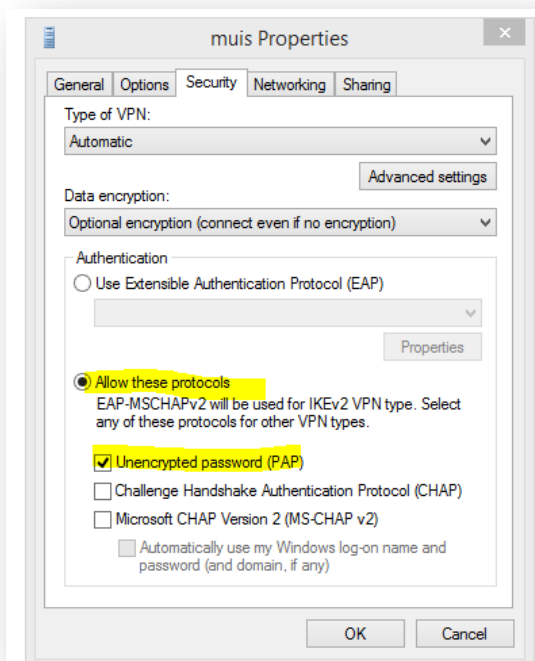 muis Properties
General Options Security Networking Sharing
Type of VPN:
Automatic
Advanced settings
Data encryption:
Optional encryption (connect even if no encryption)
Authentication
Use Extensible Authentication Protocol (EAP)
Properties
Allow these protocols
EAP-MSCHAPv2 will be used for IKEv2 VPN type. Select
any of these protocols for other VPN types.
Unencrypted password (PAP)
Challenge Handshake Authentication Protocol (CHAP)
Microsoft CHAP Version 2 (MS-CHAP v2)
Automatically use my Windows log-on name and
password (and domain, if any)
OK Cancel